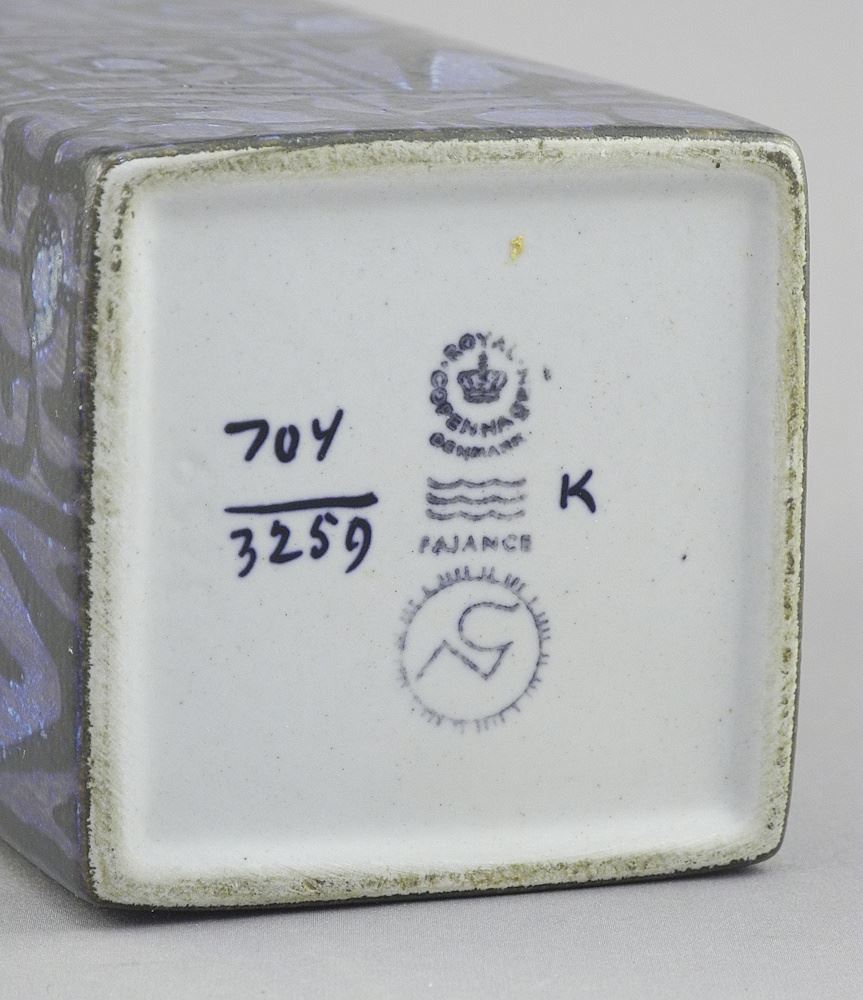 ROYAL
COPENHAGEN
DENMARK
704
3259
K
FAJANCE